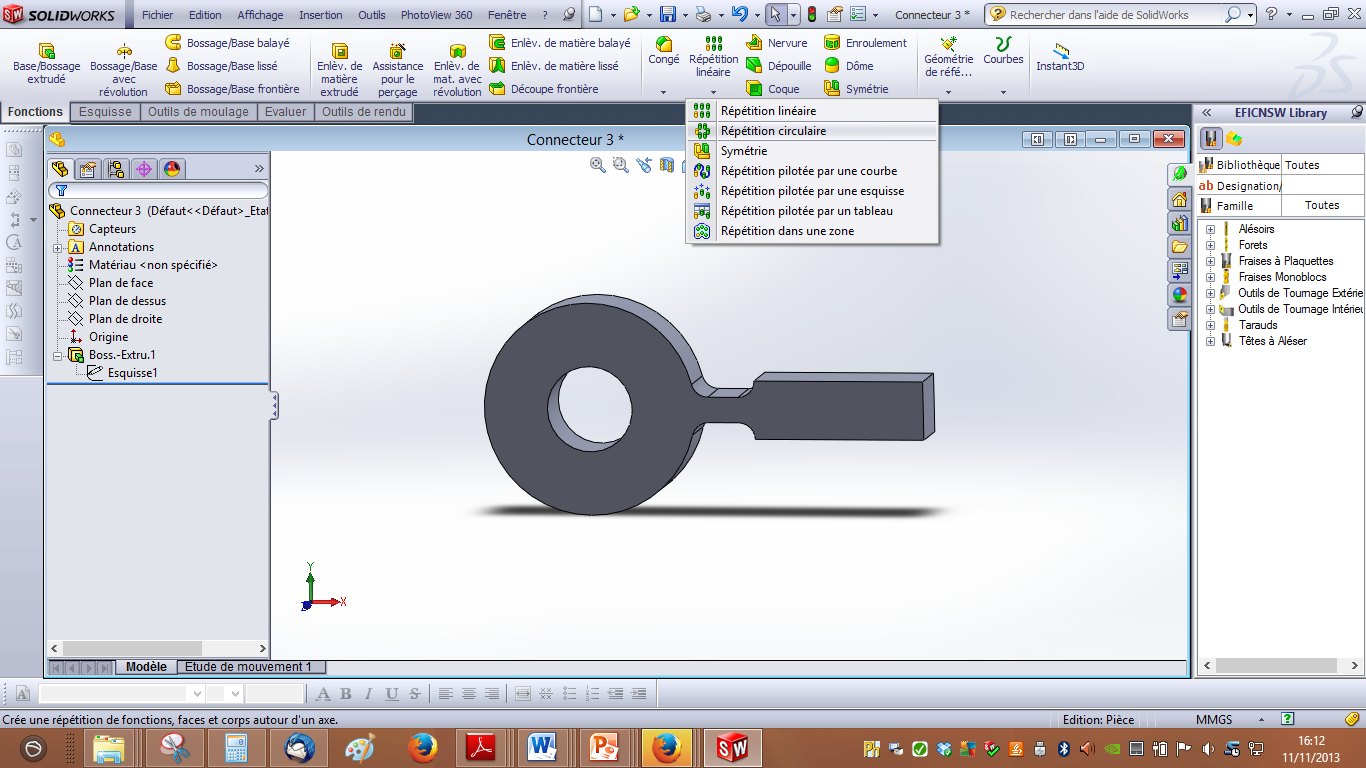 SOLIDWORKS Fichier Edition Affichage Insertion Outils PhotoView 360 Fenêtre ? Connecteur 3 * Rechercher dans l'aide de SolidWorks
Base/Bossage extrudé
Bossage/Base avec révolution
Bossage/Base balayé
Bossage/Base lissé
Bossage/Base frontière
Enlèv. de matière extrudé
Assistance pour le perçage
Enlèv. de mat. avec révolution
Enlèv. de matière balayé
Enlèv. de matière lissé
Découpe frontière
Congé
Répétition linéaire
Nervure
Dépouille
Coque
Enroulement
Dôme
Symétrie
Géométrie de réfé...
Courbes
Instant3D
Fonctions Esquisse Outils de moulage Evaluer Outils de rendu
Répétition linéaire
Répétition circulaire
Symétrie
Répétition pilotée par une courbe
Répétition pilotée par une esquisse
Répétition pilotée par un tableau
Répétition dans une zone
Connecteur 3 *
Connecteur 3 (Défaut<<Défaut>_Etat
Capteurs
Annotations
Matériau <non spécifié>
Plan de face
Plan de dessus
Plan de droite
Origine
Boss.-Extru.1
Esquisse1
Y
X
Z
Modèle Etude de mouvement 1
EFICNSW Library
Bibliothèque Toutes
ab Designation/
Famille Toutes
Alésoirs
Forets
Fraises à Plaquettes
Fraises Monoblocs
Outils de Tournage Extérie
Outils de Tournage Intérieu
Tarauds
Têtes à Aléser
A B I U S
Crée une répétition de fonctions, faces et corps autour d'un axe. Edition: Pièce MMGS
16:12
11/11/2013